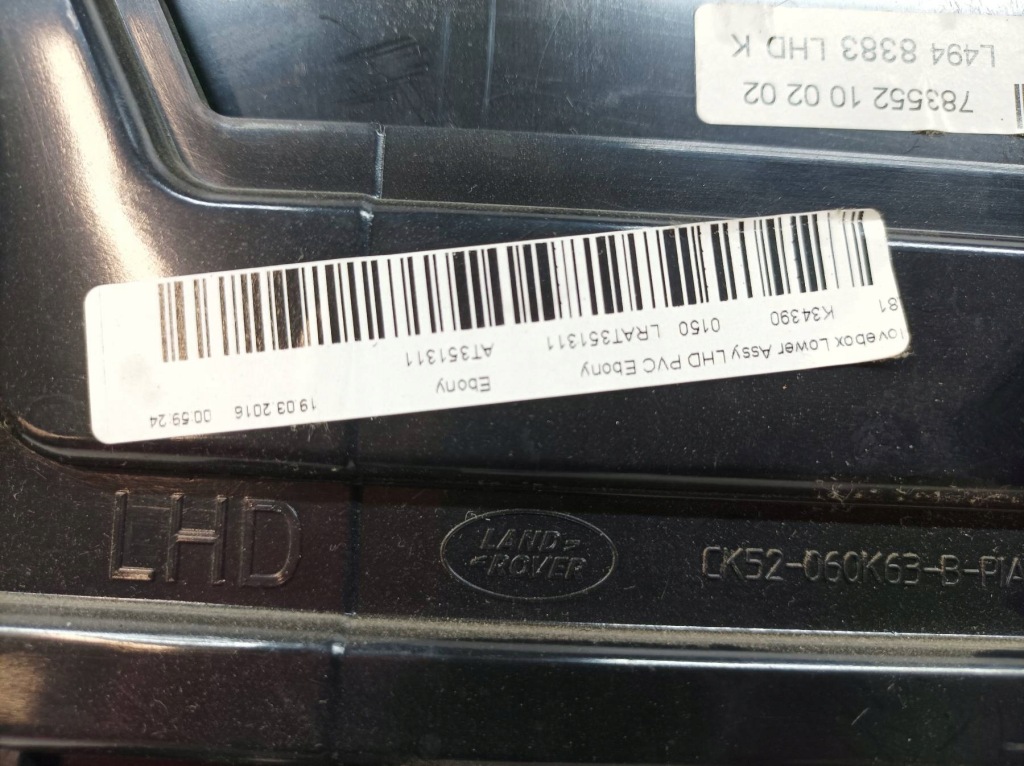 L494 8383 LHD K
783552 10 02 02
.81
K34390
0150 LRAT351311
AT351311
ovebox Lower Assy LHD PVC Ebony
Ebony
19.03.2016 00:59:24
LHD
LAND
ROVER
CK52-060K63-B-PIA